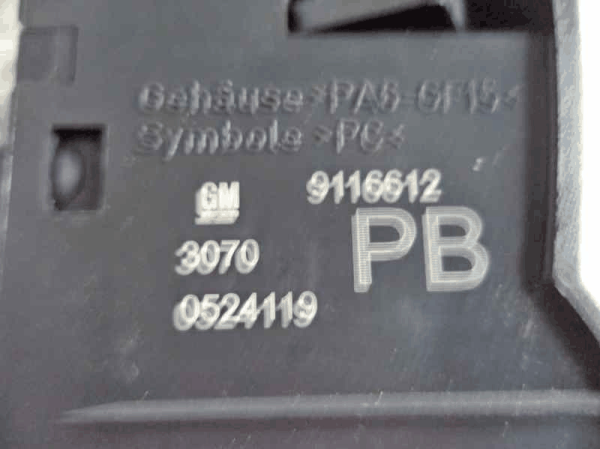 Gehäuse >PA6-GF15<
Symbole >PC<
GM 9116612
3070 PB
0524119